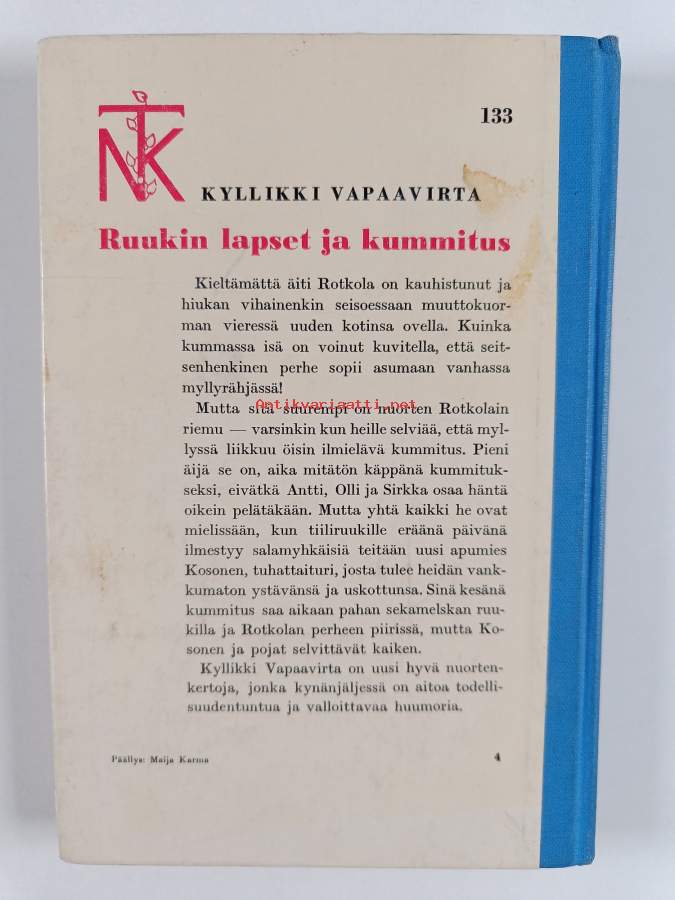 NTK
133
KYLLIKKI VAPAAVIRTA
Ruukin lapset ja kummitus
Kieltämättä äiti Rotkola on kauhistunut ja
hiukan vihainenkin seisoessaan muuttokuor-
man vieressä uuden kotinsa ovella. Kuinka
kummassa isä on voinut kuvitella, että seit-
senhenkinen perhe sopii asumaan vanhassa
myllyrähjässä!
Antikvariaatti.net
Mutta sitä suurempi on nuorten Rotkolain
riemu — varsinkin kun heille selviää, että myl-
lyssä liikkuu öisin ilmielävä kummitus. Pieni
äijä se on, aika mitätön käppänä kummituk-
seksi, eivätkä Antti, Olli ja Sirkka osaa häntä
oikein pelätäkään. Mutta yhtä kaikki he ovat
mielissään, kun tiiliruukille eräänä päivänä
ilmestyy salamyhkäisiä teitään uusi apumies
Kosonen, tuhattaituri, josta tulee heidän vank-
kumaton ystävänsä ja uskottunsa. Sinä kesänä
kummitus saa aikaan pahan sekamelskan ruu-
killa ja Rotkolan perheen piirissä, mutta Ko-
sonen ja pojat selvittävät kaiken.
Kyllikki Vapaavirta on uusi hyvä nuorten-
kertoja, jonka kynänjäljessä on aitoa todelli-
suudentuntua ja valloittavaa huumoria.
Päällys: Maija Karma
4